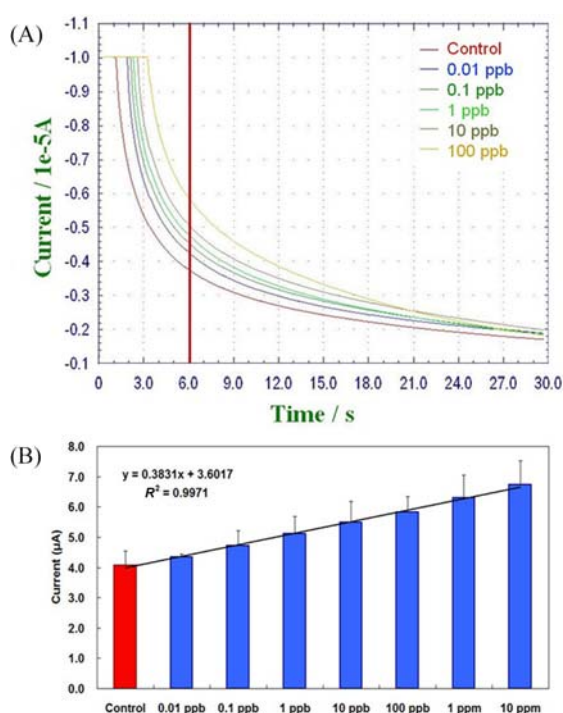 (A)
-1.1
-1.0
-0.9
-0.8
-0.7
-0.6
-0.5
-0.4
-0.3
-0.2
-0.1
Current / 1e-5A
Control
0.01 ppb
0.1 ppb
1 ppb
10 ppb
100 ppb
0 3.0 6.0 9.0 12.0 15.0 18.0 21.0 24.0 27.0 30.0
Time / s
(B)
8.0
7.0
6.0
5.0
4.0
3.0
2.0
1.0
0.0
Current (µA)
y = 0.3831x + 3.6017
R² = 0.9971
Control 0.01 ppb 0.1 ppb 1 ppb 10 ppb 100 ppb 1 ppm 10 ppm